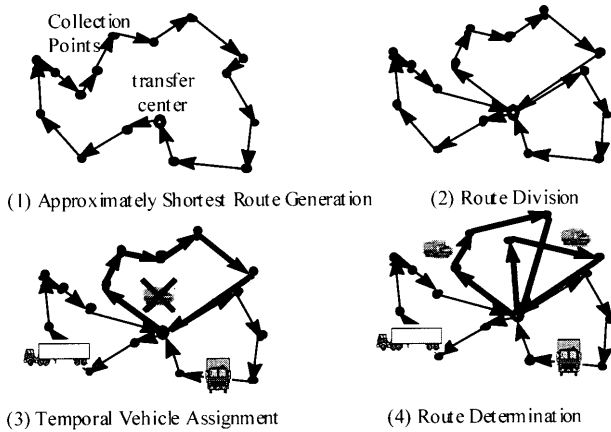 Collection
Points
transfer
center
(1) Approximately Shortest Route Generation
(2) Route Division
(3) Temporal Vehicle Assignment
(4) Route Determination